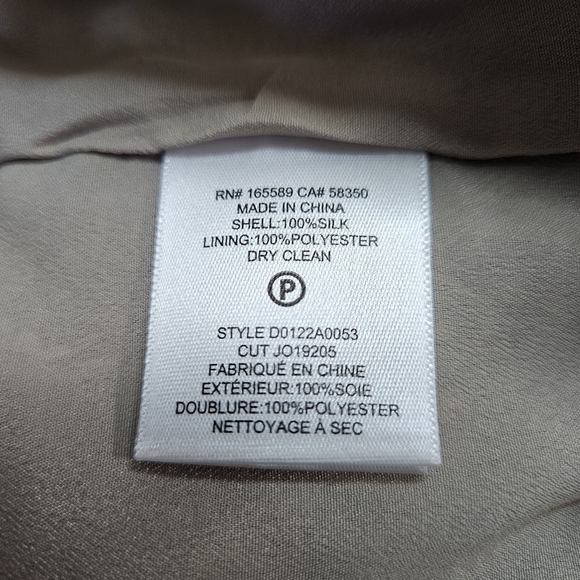 RN# 165589 CA# 58350
MADE IN CHINA
SHELL:100%SILK
LINING:100%POLYESTER
DRY CLEAN
P
STYLE D0122A0053
CUT JO19205
FABRIQUÉ EN CHINE
EXTÉRIEUR:100%SOIE
DOUBLURE:100%POLYESTER
NETTOYAGE À SEC